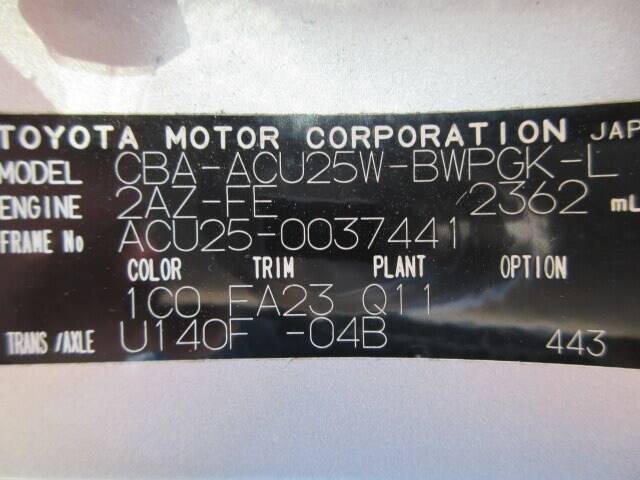 TOYOTA MOTOR CORPORATION JAP
MODEL CBA-ACU25W-BWPGK-L
ENGINE 2AZ-FE 2362 mL
FRAME No ACU25-0037441
COLOR TRIM PLANT OPTION
1C0 FA23 Q11
TRANS/AXLE U140F -04B 443